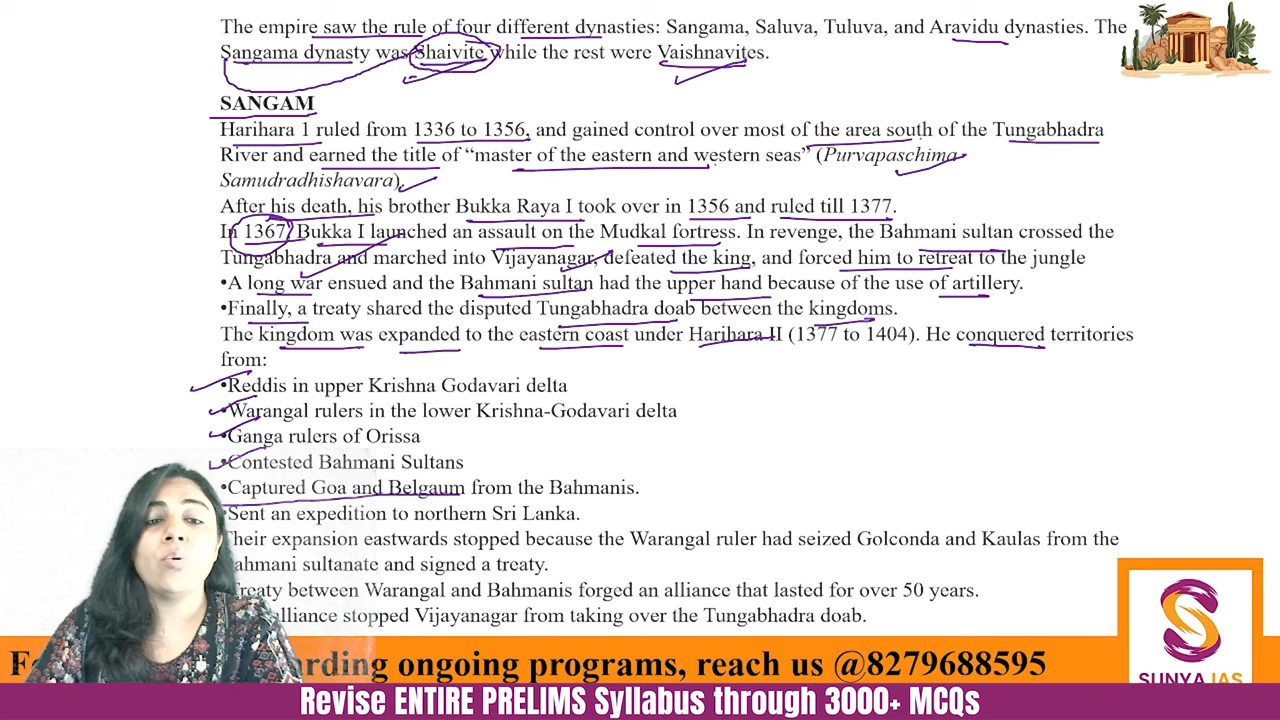 The empire saw the rule of four different dynasties: Sangama, Saluva, Tuluva, and Aravidu dynasties. The
Sangama dynasty was Shaivite while the rest were Vaishnavites.
SANGAM
Harihara 1 ruled from 1336 to 1356, and gained control over most of the area south of the Tungabhadra
River and earned the title of “master of the eastern and western seas” (Purvapaschima
Samudradhishavara).
After his death, his brother Bukka Raya I took over in 1356 and ruled till 1377.
In 1367, Bukka I launched an assault on the Mudkal fortress. In revenge, the Bahmani sultan crossed the
Tungabhadra and marched into Vijayanagar, defeated the king, and forced him to retreat to the jungle
•A long war ensued and the Bahmani sultan had the upper hand because of the use of artillery.
•Finally, a treaty shared the disputed Tungabhadra doab between the kingdoms.
The kingdom was expanded to the eastern coast under Harihara II (1377 to 1404). He conquered territories
from:
•Reddis in upper Krishna Godavari delta
•Warangal rulers in the lower Krishna-Godavari delta
•Ganga rulers of Orissa
•Contested Bahmani Sultans
•Captured Goa and Belgaum from the Bahmanis.
•Sent an expedition to northern Sri Lanka.
expansion eastwards stopped because the Warangal ruler had seized Golconda and Kaulas from the
sultanate and signed a treaty.
between Warangal and Bahmanis forged an alliance that lasted for over 50 years.
alliance stopped Vijayanagar from taking over the Tungabhadra doab.
ongoing programs, reach us @8279688595
SUNYA IAS
Revise ENTIRE PRELIMS Syllabus through 3000+ MCQs